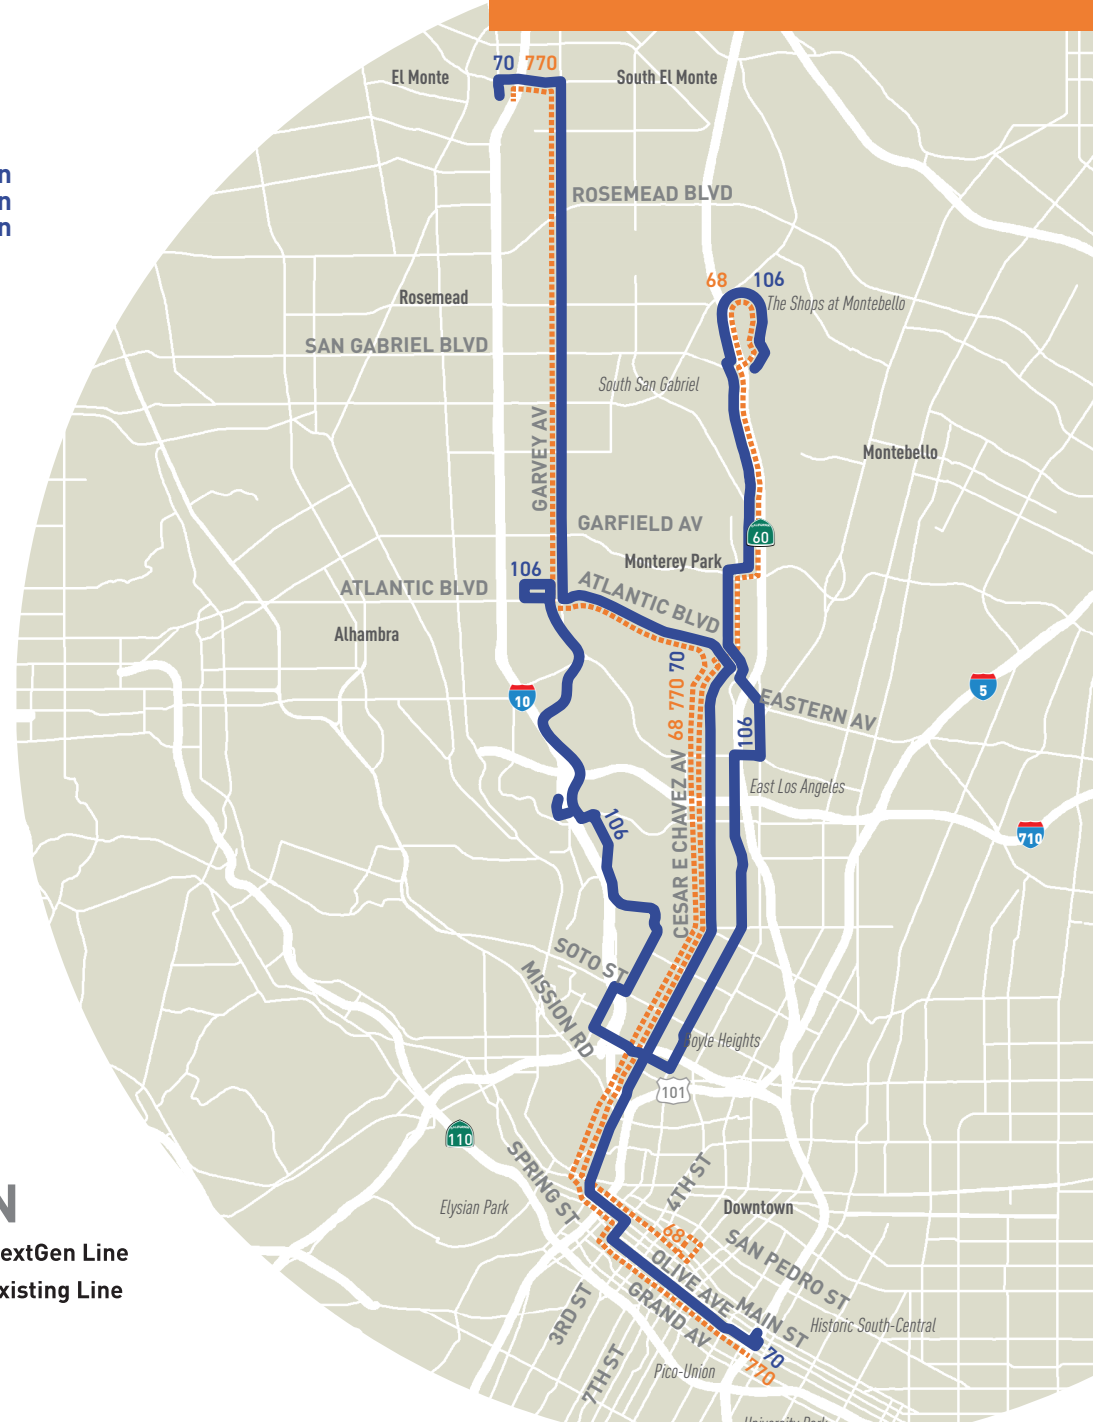 70 770
El Monte
South El Monte
n
n
n
ROSEMEAD BLVD
68 106
The Shops at Montebello
Rosemead
SAN GABRIEL BLVD
South San Gabriel
GARVEY AV
Montebello
GARFIELD AV
60
Monterey Park
106
ATLANTIC BLVD
ATLANTIC BLVD
Alhambra
68 770 70
10
5
EASTERN AV
106
CESAR E CHAVEZ AV
East Los Angeles
106
710
SOTO ST
MISSION RD
Boyle Heights
101
110
SPRING ST
4TH ST
N
Elysian Park
Downtown
68
SAN PEDRO ST
extGen Line
OLIVE AVE
xisting Line
GRAND AV
MAIN ST
3RD ST
Historic South-Central
70
770
7TH ST
Pico-Union